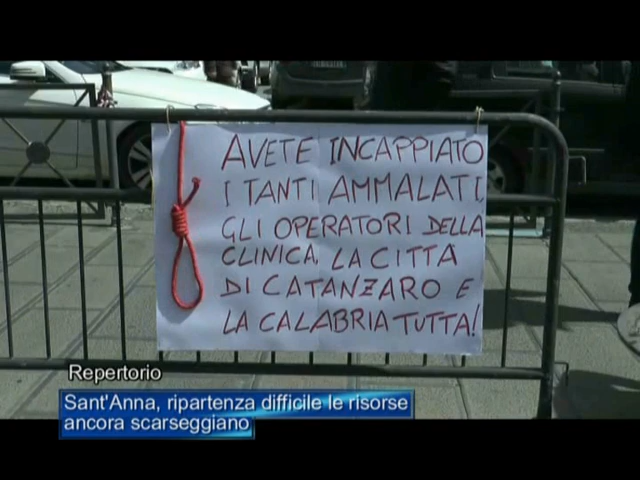 AVETE INCAPPIATO
I TANTI AMMALATI,
GLI OPERATORI DELLA
CLINICA, LA CITTÀ
DI CATANZARO E
LA CALABRIA TUTTA!
Repertorio
Sant'Anna, ripartenza difficile le risorse
ancora scarseggiano